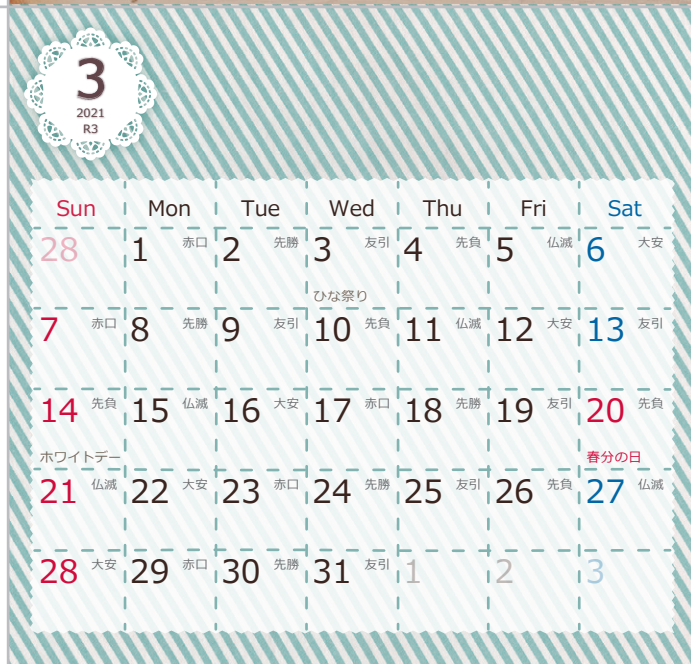 3
2021
R3
Sun Mon Tue Wed Thu Fri Sat
28 1 赤口 2 先勝 3 友引 4 先負 5 仏滅 6 大安
ひな祭り
7 赤口 8 先勝 9 友引 10 先負 11 仏滅 12 大安 13 友引
14 先負 15 仏滅 16 大安 17 赤口 18 先勝 19 友引 20 先負
ホワイトデー 春分の日
21 仏滅 22 大安 23 赤口 24 先勝 25 友引 26 先負 27 仏滅
28 大安 29 赤口 30 先勝 31 友引 1 2 3